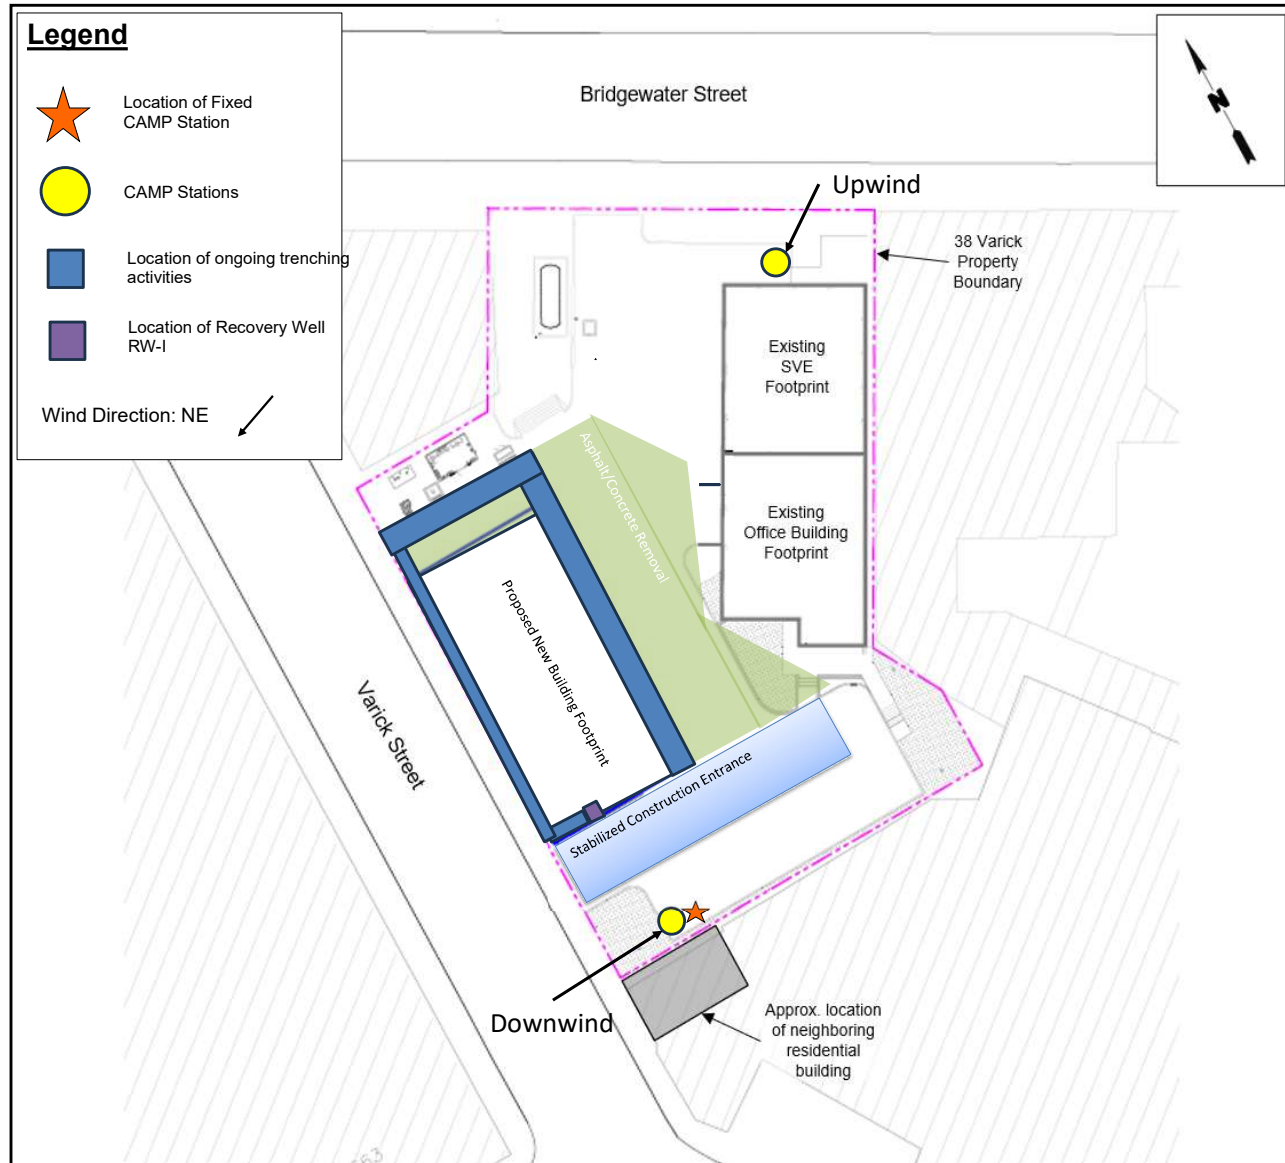 Legend
Location of Fixed
CAMP Station
CAMP Stations
Location of ongoing trenching
activities
Location of Recovery Well
RW-I
Wind Direction: NE
Bridgewater Street
N
Upwind
38 Varick
Property
Boundary
Existing
SVE
Footprint
Asphalt/Concrete Removal
Existing
Office Building
Footprint
Proposed New Building Footprint
Varick Street
Stabilized Construction Entrance
Downwind
Approx. location
of neighboring
residential
building